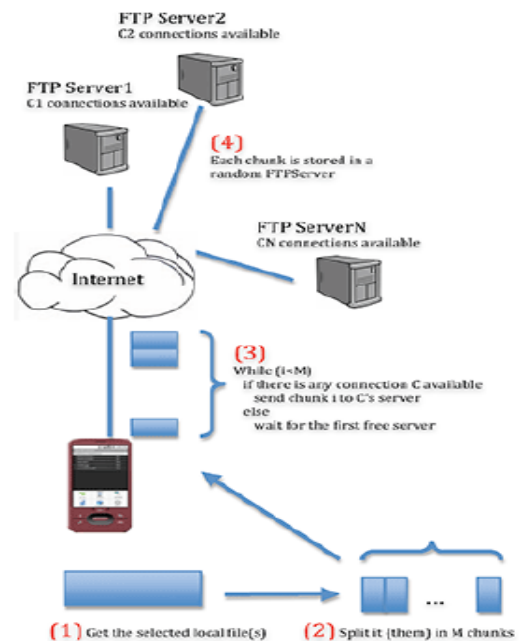 FTP Server2
C2 connections available
FTP Server1
C1 connections available
(4)
Each chunk is stored in a
random FTPServer
FTP ServerN
CN connections available
Internet
(3)
While (i<M)
if there is any connection C available
send chunk i to C's server
else
wait for the first free server
...
(1) Get the selected local file(s)
(2) Split it (them) in M chunks